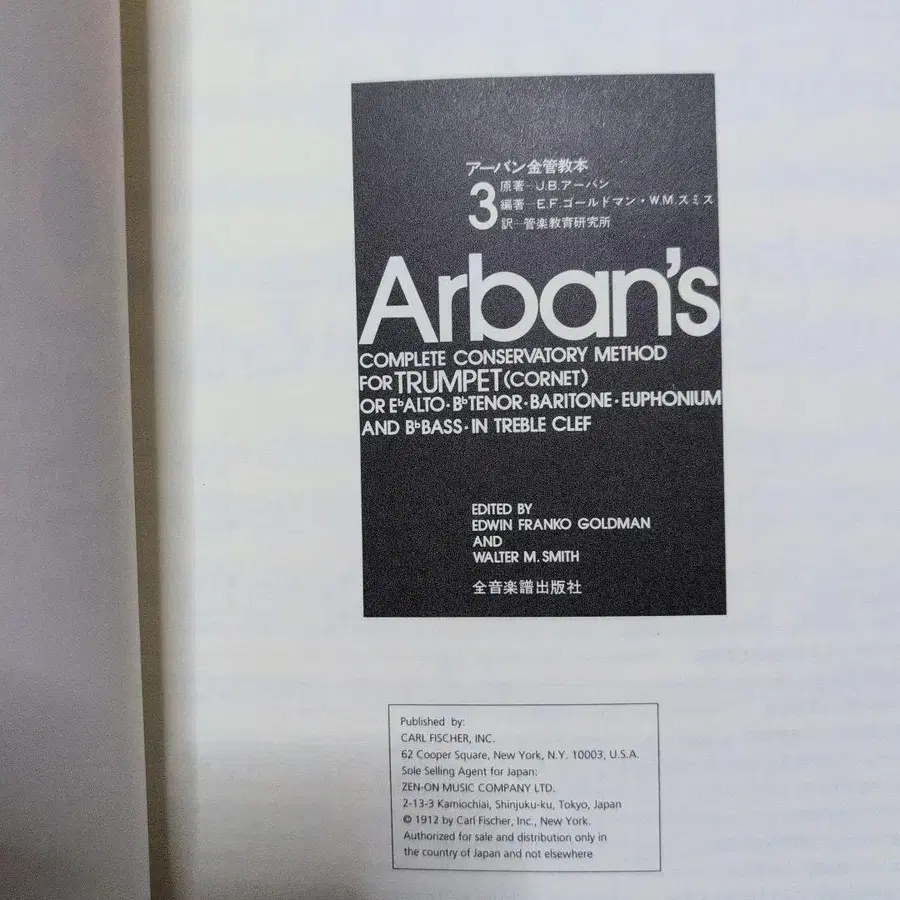 アーバン金管教本
3
原著─J.B.アーバン
編著─E.F.ゴールドマン・W.M.スミス
訳─管楽教育研究所
Arban's
COMPLETE CONSERVATORY METHOD
FOR TRUMPET (CORNET)
OR E♭ALTO・B♭TENOR・BARITONE・EUPHONIUM
AND B♭BASS・IN TREBLE CLEF
EDITED BY
EDWIN FRANKO GOLDMAN
AND
WALTER M. SMITH
全音楽譜出版社
Published by:
CARL FISCHER, INC.
62 Cooper Square, New York, N.Y. 10003, U.S.A.
Sole Selling Agent for Japan:
ZEN-ON MUSIC COMPANY LTD.
2-13-3 Kamiochiai, Shinjuku-ku, Tokyo, Japan
© 1912 by Carl Fischer, Inc., New York.
Authorized for sale and distribution only in
the country of Japan and not elsewhere